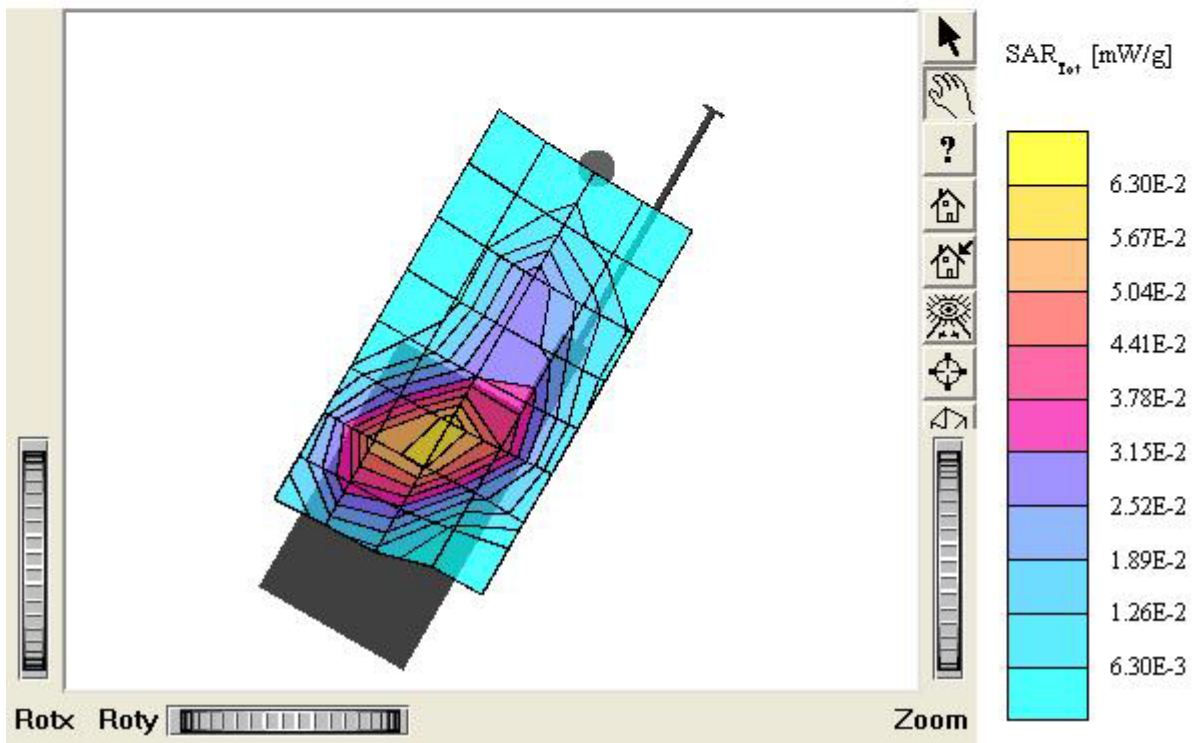 SAR_Tot [mW/g]
?
6.30E-2
5.67E-2
5.04E-2
4.41E-2
3.78E-2
3.15E-2
2.52E-2
1.89E-2
1.26E-2
6.30E-3
Rotx Roty Zoom